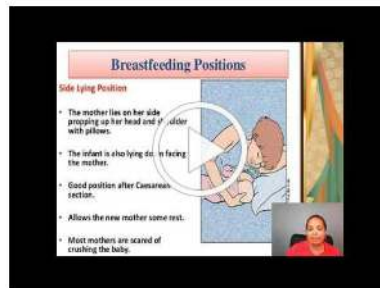 Breastfeeding Positions
Side Lying Position
• The mother lies on her side
propping up her head and shoulder
with pillows.
• The infant is also lying down facing
the mother.
• Good position after Caesarean
section.
• Allows the new mother some rest.
• Most mothers are scared of
crushing the baby.